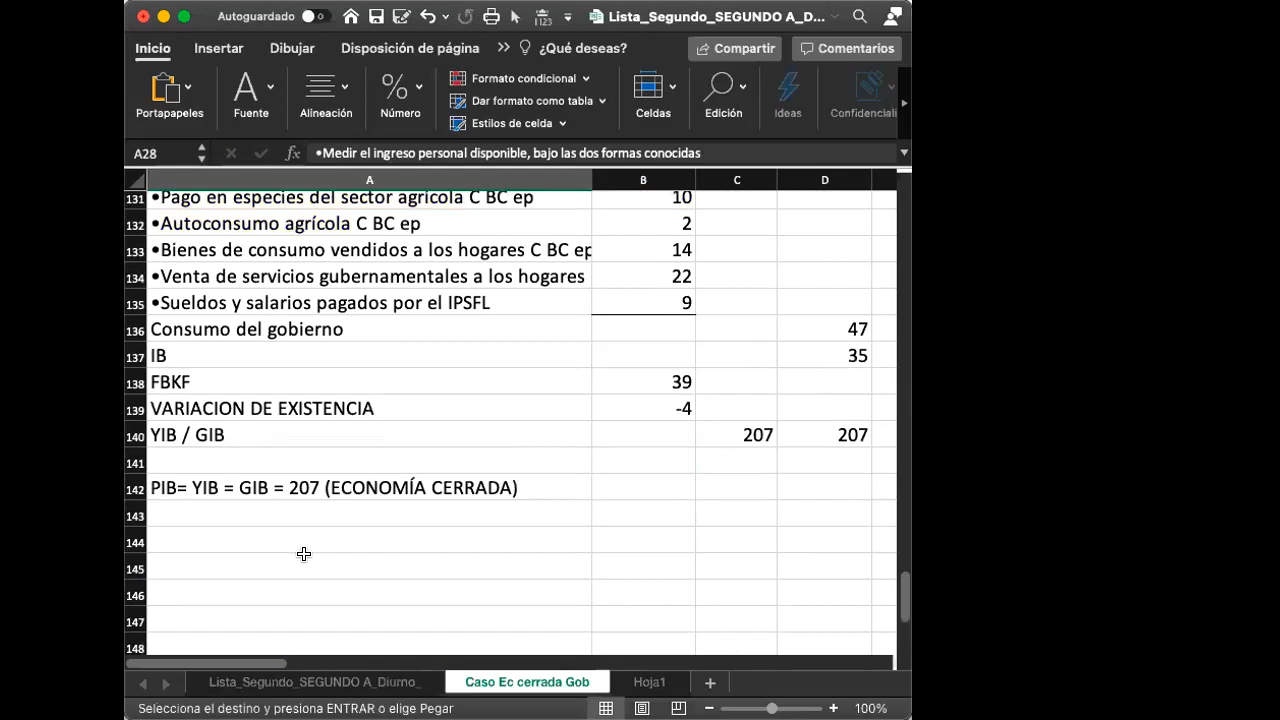 Autoguardado
Lista_Segundo_SEGUNDO A_D...
Inicio Insertar Dibujar Disposición de página >> ¿Qué deseas? Compartir Comentarios
Portapapeles Fuente Alineación Número Formato condicional Dar formato como tabla Estilos de celda Celdas Edición Ideas Confidenciali
A28 fx •Medir el ingreso personal disponible, bajo las dos formas conocidas
A B C D
131 •Pago en especies del sector agricola C BC ep 10
132 •Autoconsumo agrícola C BC ep 2
133 •Bienes de consumo vendidos a los hogares C BC ep 14
134 •Venta de servicios gubernamentales a los hogares 22
135 •Sueldos y salarios pagados por el IPSFL 9
136 Consumo del gobierno 47
137 IB 35
138 FBKF 39
139 VARIACION DE EXISTENCIA -4
140 YIB / GIB 207 207
141
142 PIB= YIB = GIB = 207 (ECONOMÍA CERRADA)
143
144
145
146
147
148
Lista_Segundo_SEGUNDO A_Diurno_ Caso Ec cerrada Gob Hoja1 +
Selecciona el destino y presiona ENTRAR o elige Pegar 100%